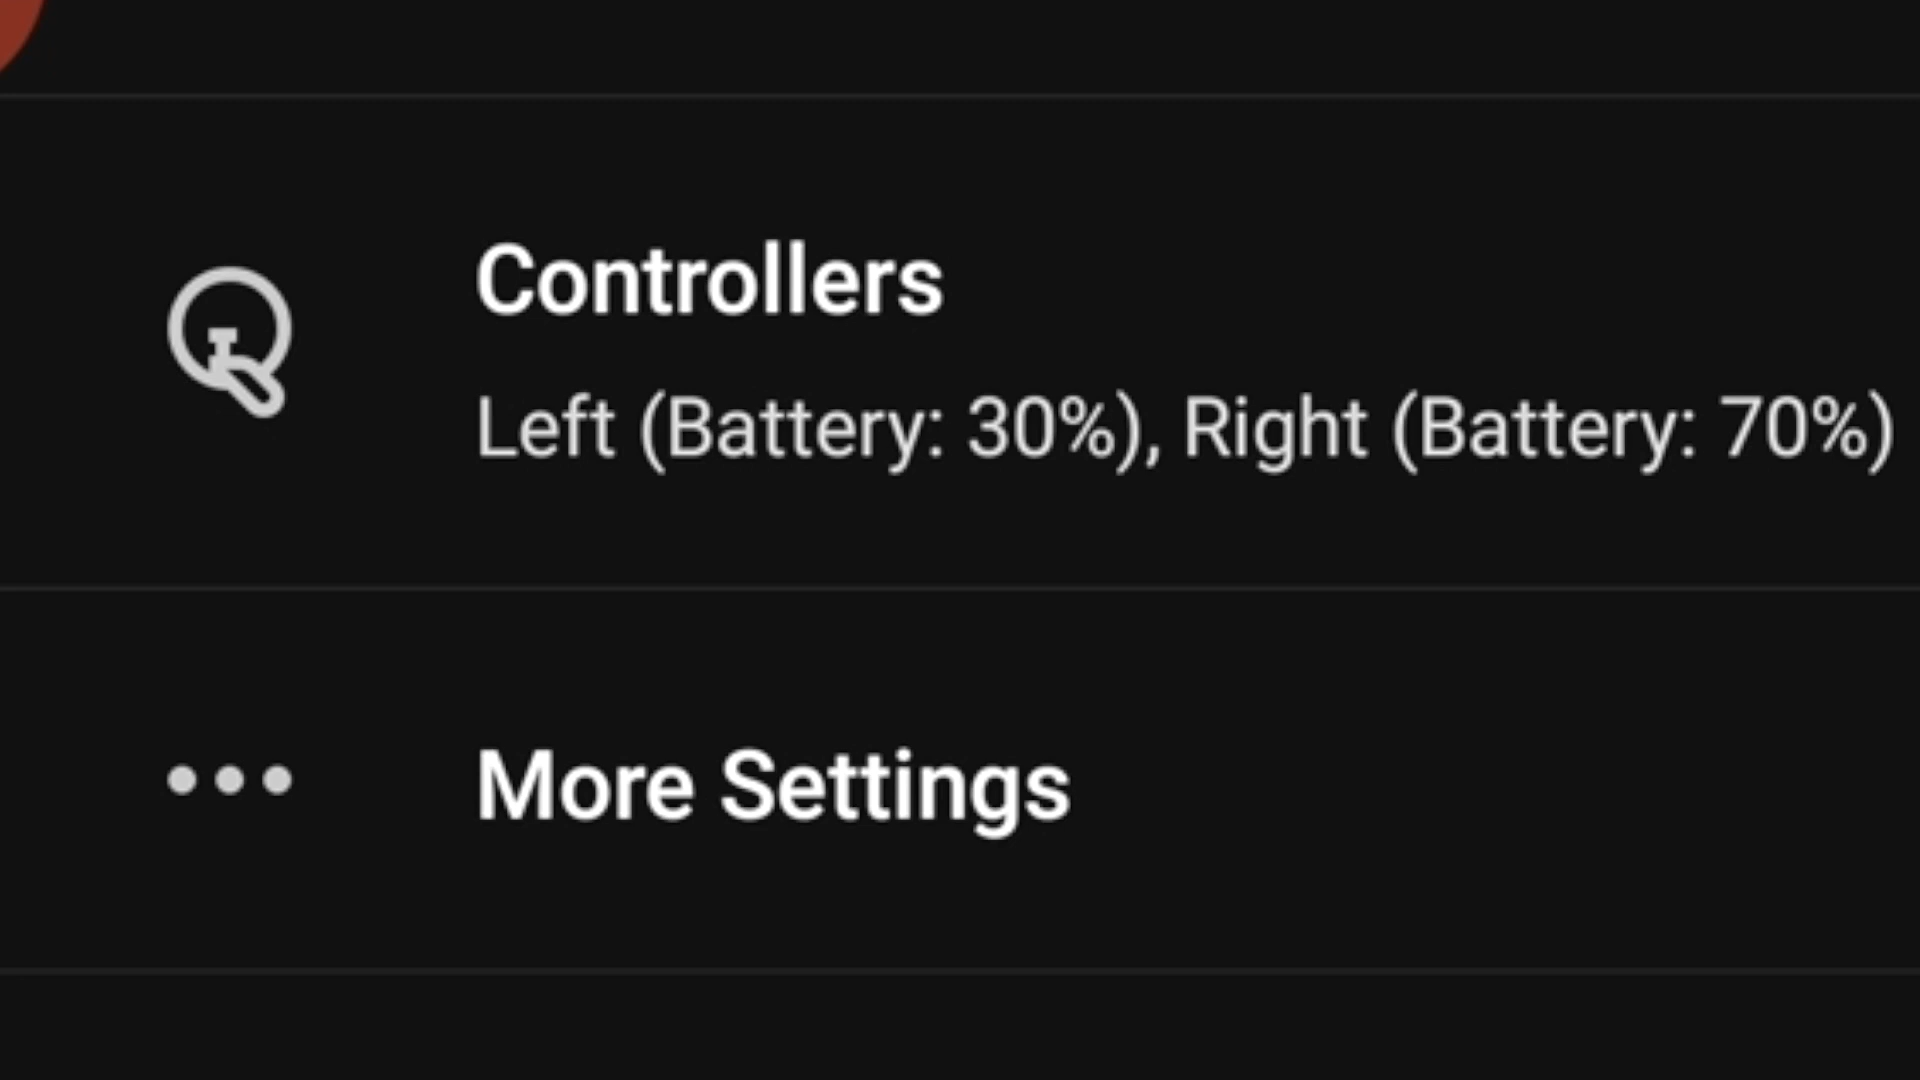 Controllers
Left (Battery: 30%), Right (Battery: 70%)
More Settings